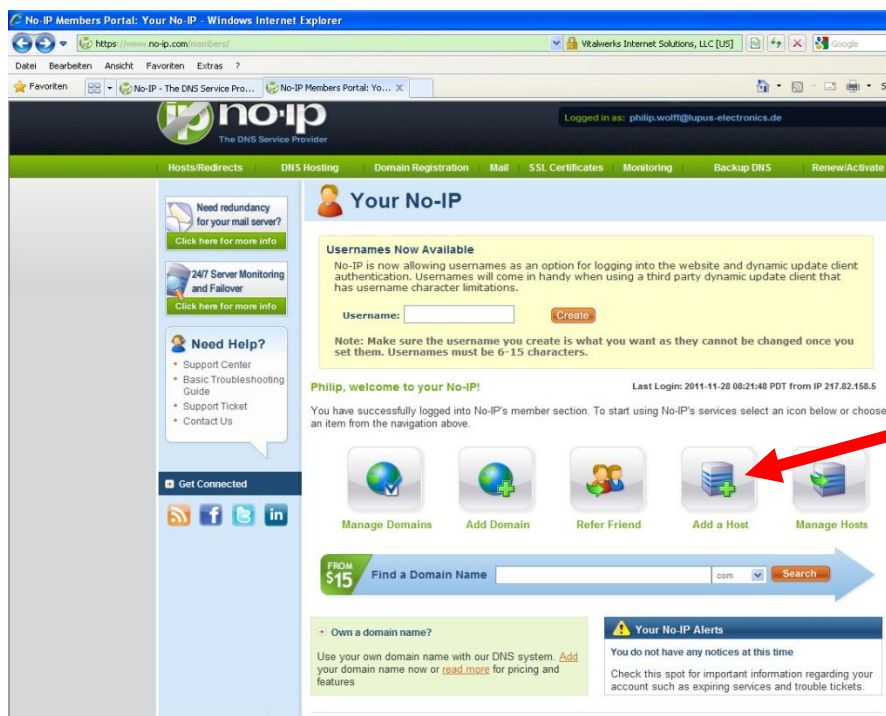 No-IP Members Portal: Your No-IP - Windows Internet Explorer
https://www.no-ip.com/members/
Vitalwerks Internet Solutions, LLC [US]
Google
Datei Bearbeiten Ansicht Favoriten Extras ?
Favoriten
No-IP - The DNS Service Pro...
No-IP Members Portal: Yo... X
ip no-ip
The DNS Service Provider
Logged in as: philip.wolff@lupus-electronics.de
Hosts/Redirects DNS Hosting Domain Registration Mail SSL Certificates Monitoring Backup DNS Renew/Activate
Need redundancy
for your mail server?
Click here for more info
24/7 Server Monitoring
and Failover
Click here for more info
Need Help?
Support Center
Basic Troubleshooting
Guide
Support Ticket
Contact Us
Get Connected
f
in
Your No-IP
Usernames Now Available
No-IP is now allowing usernames as an option for logging into the website and dynamic update client
authentication. Usernames will come in handy when using a third party dynamic update client that
has username character limitations.
Username: Create
Note: Make sure the username you create is what you want as they cannot be changed once you
set them. Usernames must be 6-15 characters.
Philip, welcome to your No-IP! Last Login: 2011-11-28 08:21:48 PDT from IP 217.82.158.5
You have successfully logged into No-IP's member section. To start using No-IP's services select an icon below or choose
an item from the navigation above.
Manage Domains Add Domain Refer Friend Add a Host Manage Hosts
FROM
$15
Find a Domain Name com Search
Own a domain name?
Use your own domain name with our DNS system. Add
your domain name now or read more for pricing and
features
Your No-IP Alerts
You do not have any notices at this time
Check this spot for important information regarding your
account such as expiring services and trouble tickets.